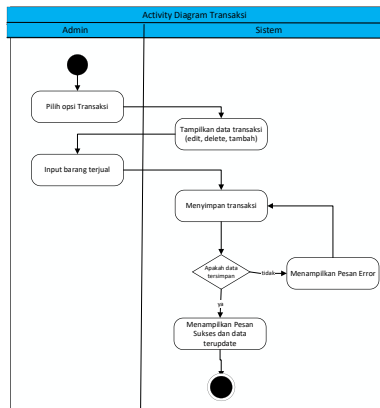 Activity Diagram Transaksi
Admin
Sistem
Pilih opsi Transaksi
Tampilkan data transaksi
(edit, delete, tambah)
Input barang terjual
Menyimpan transaksi
Apakah data
tersimpan
tidak
Menampilkan Pesan Error
ya
Menampilkan Pesan
Sukses dan data
terupdate